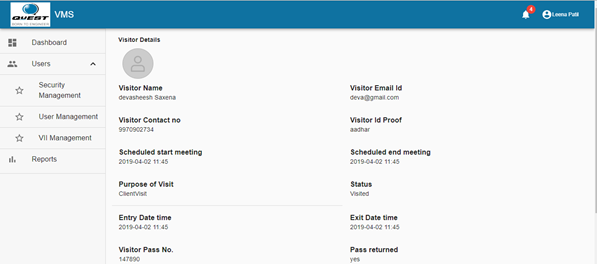 QuEST
VMS
4
Leena Patil
Dashboard
Users
Security
Management
User Management
VII Management
Reports
Visitor Details
Visitor Name
devasheesh Saxena
Visitor Email Id
deva@gmail.com
Visitor Contact no
9970902734
Visitor Id Proof
aadhar
Scheduled start meeting
2019-04-02 11:45
Scheduled end meeting
2019-04-02 11:45
Purpose of Visit
ClientVisit
Status
Visited
Entry Date time
2019-04-02 11:45
Exit Date time
2019-04-02 11:45
Visitor Pass No.
147890
Pass returned
yes